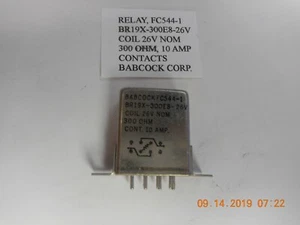 RELAY, FC544-1
BR19X-300E8-26V
COIL 26V NOM
300 OHM, 10 AMP
CONTACTS
BABCOCK CORP.
BABCOCK FC544-1
BR19X-300E8-26V
COIL 26V NOM
300 OHM
CONT. 10 AMP.
09.14.2019 07:22